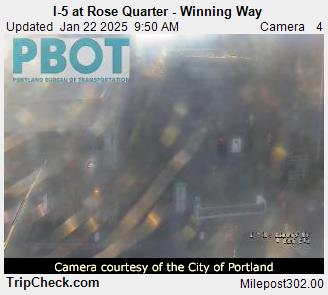 I-5 at Rose Quarter - Winning Way
Updated Jan 22 2025 9:50 AM Camera 4
PBOT
PORTLAND BUREAU OF TRANSPORTATION
Camera courtesy of the City of Portland
TripCheck.com Milepost302.00